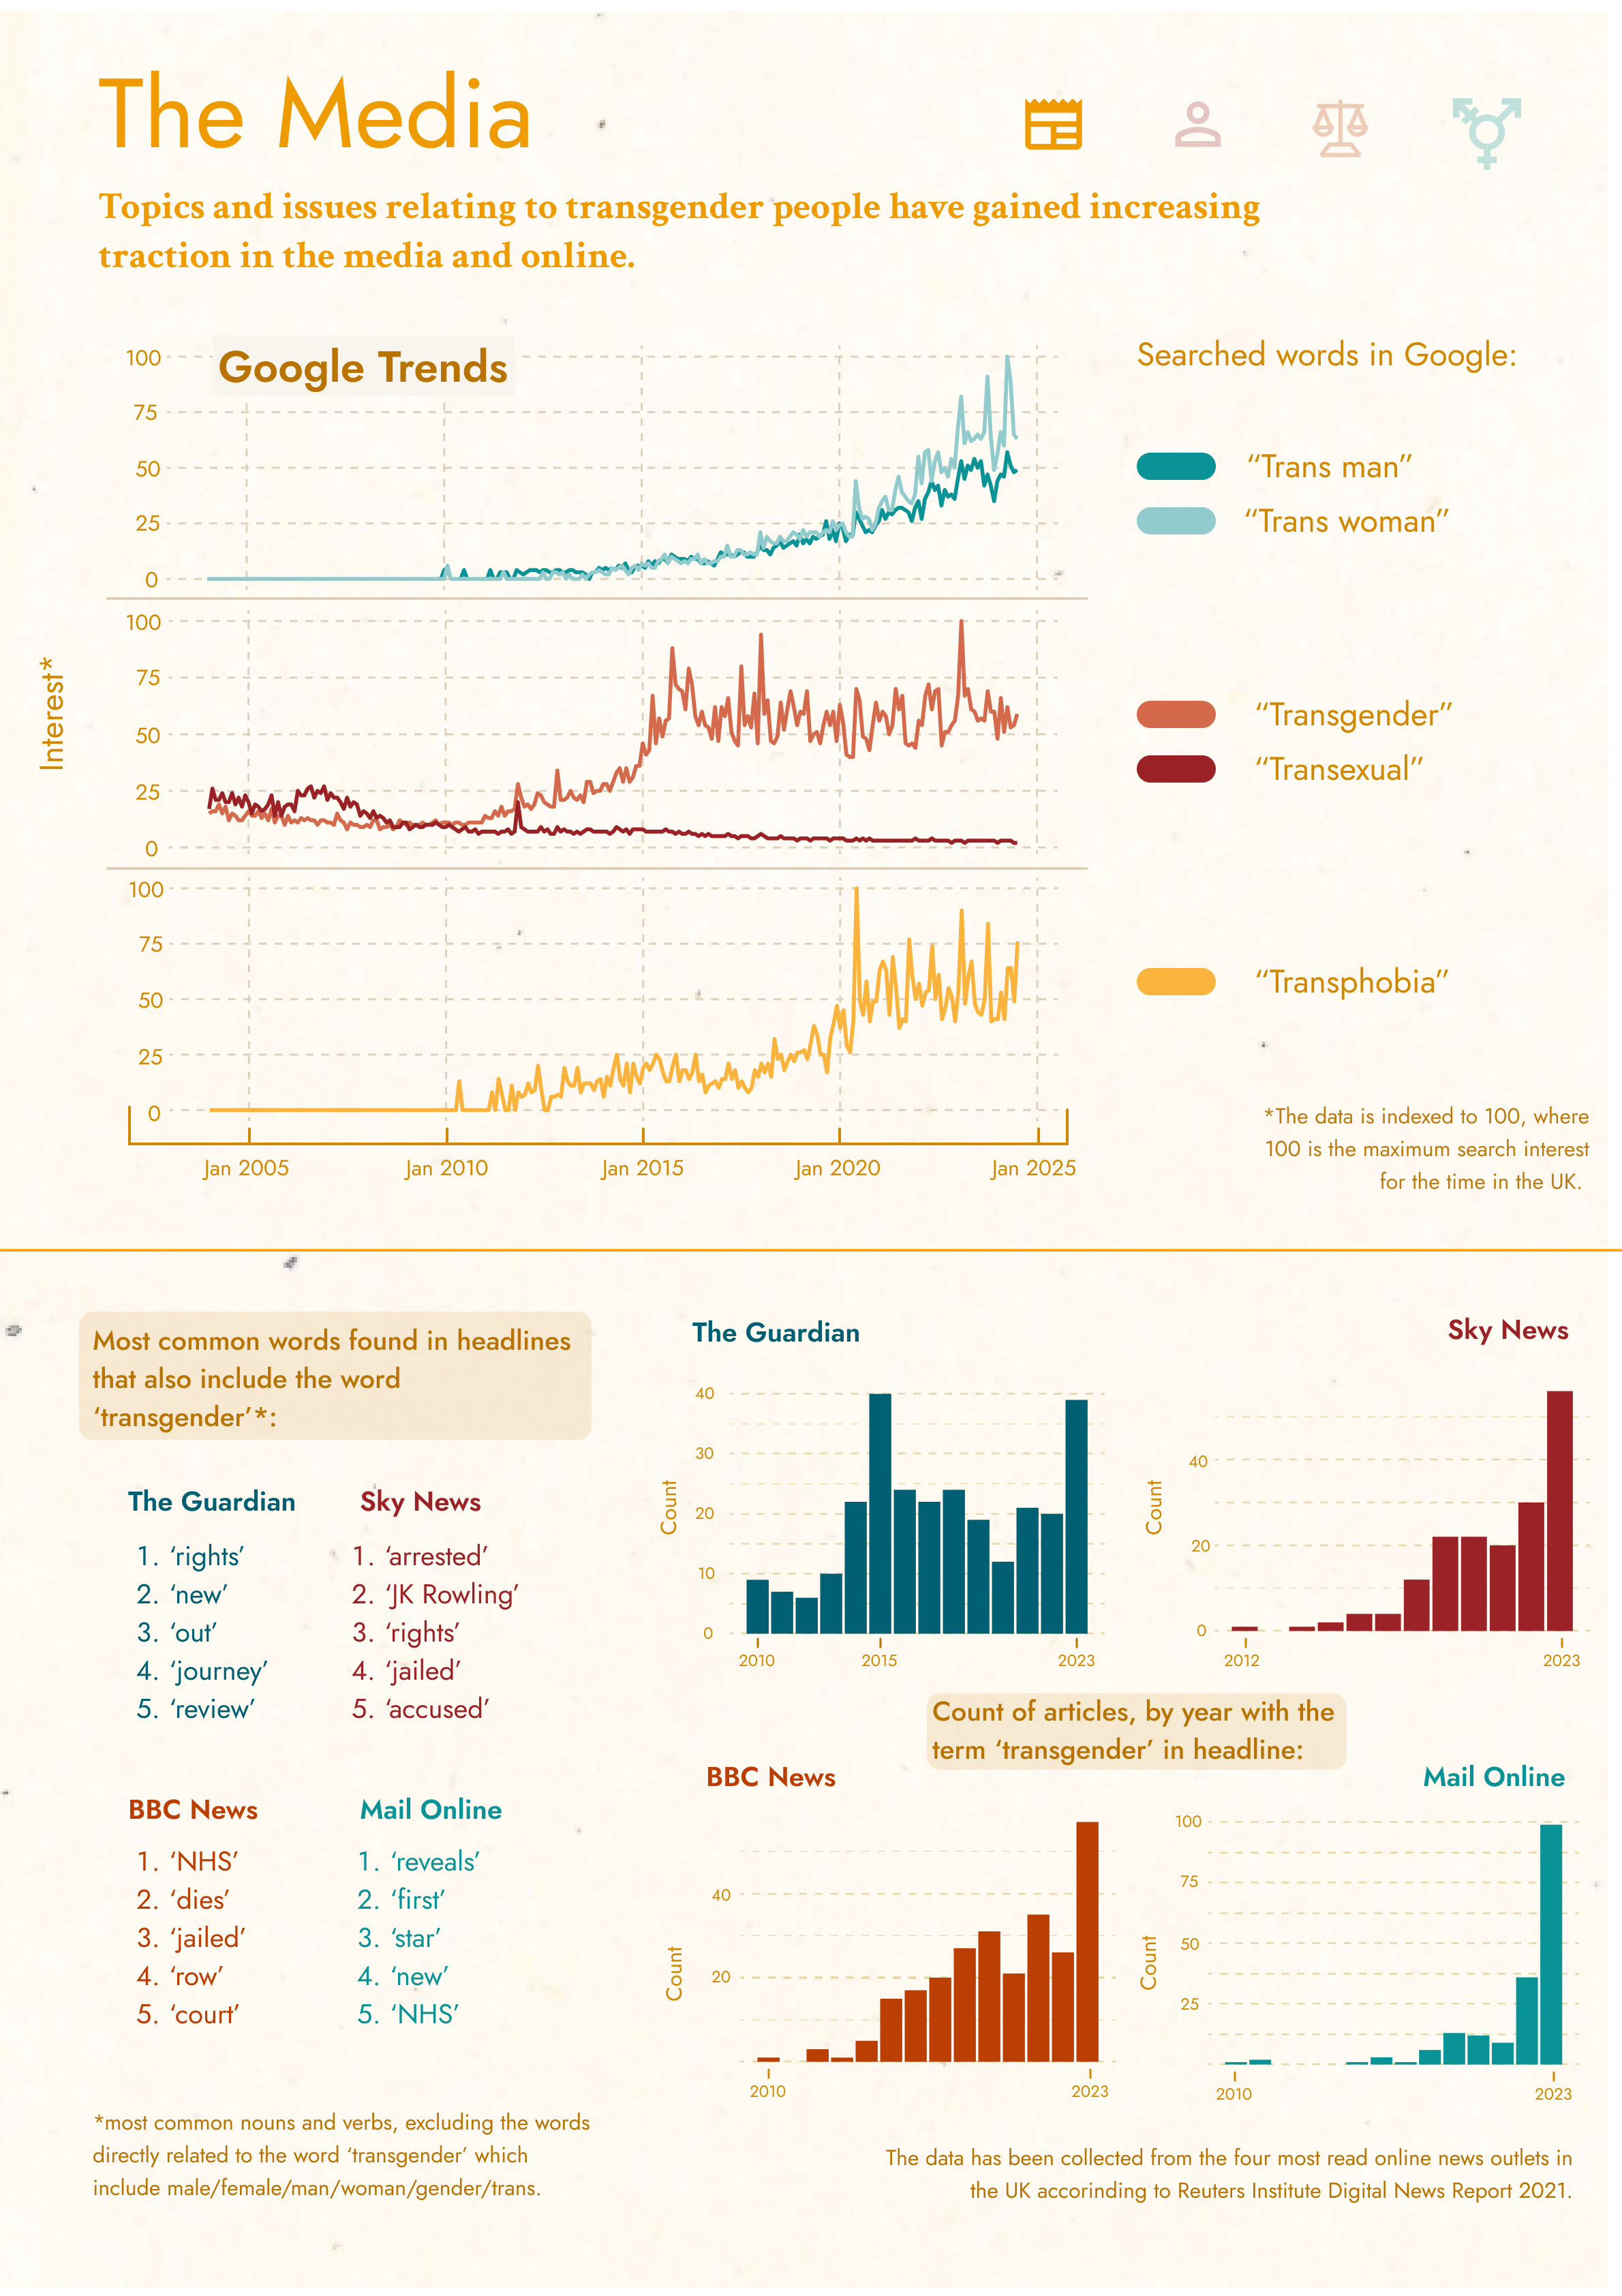 The Media
Topics and issues relating to transgender people have gained increasing
traction in the media and online.
Google Trends
Interest*
100
75
50
25
0
100
75
50
25
0
100
75
50
25
0
Jan 2005
Jan 2010
Jan 2015
Jan 2020
Jan 2025
Searched words in Google:
“Trans man”
“Trans woman”
“Transgender”
“Transexual”
“Transphobia”
*The data is indexed to 100, where
100 is the maximum search interest
for the time in the UK.
Most common words found in headlines
that also include the word
‘transgender’*:
The Guardian
1. ‘rights’
2. ‘new’
3. ‘out’
4. ‘journey’
5. ‘review’
Sky News
1. ‘arrested’
2. ‘JK Rowling’
3. ‘rights’
4. ‘jailed’
5. ‘accused’
BBC News
1. ‘NHS’
2. ‘dies’
3. ‘jailed’
4. ‘row’
5. ‘court’
Mail Online
1. ‘reveals’
2. ‘first’
3. ‘star’
4. ‘new’
5. ‘NHS’
*most common nouns and verbs, excluding the words
directly related to the word ‘transgender’ which
include male/female/man/woman/gender/trans.
The Guardian
Count
40
30
20
10
0
2010
2015
2023
Sky News
Count
40
20
0
2012
2023
Count of articles, by year with the
term ‘transgender’ in headline:
BBC News
Count
40
20
2010
2023
Mail Online
Count
100
75
50
25
2010
2023
The data has been collected from the four most read online news outlets in
the UK accorinding to Reuters Institute Digital News Report 2021.